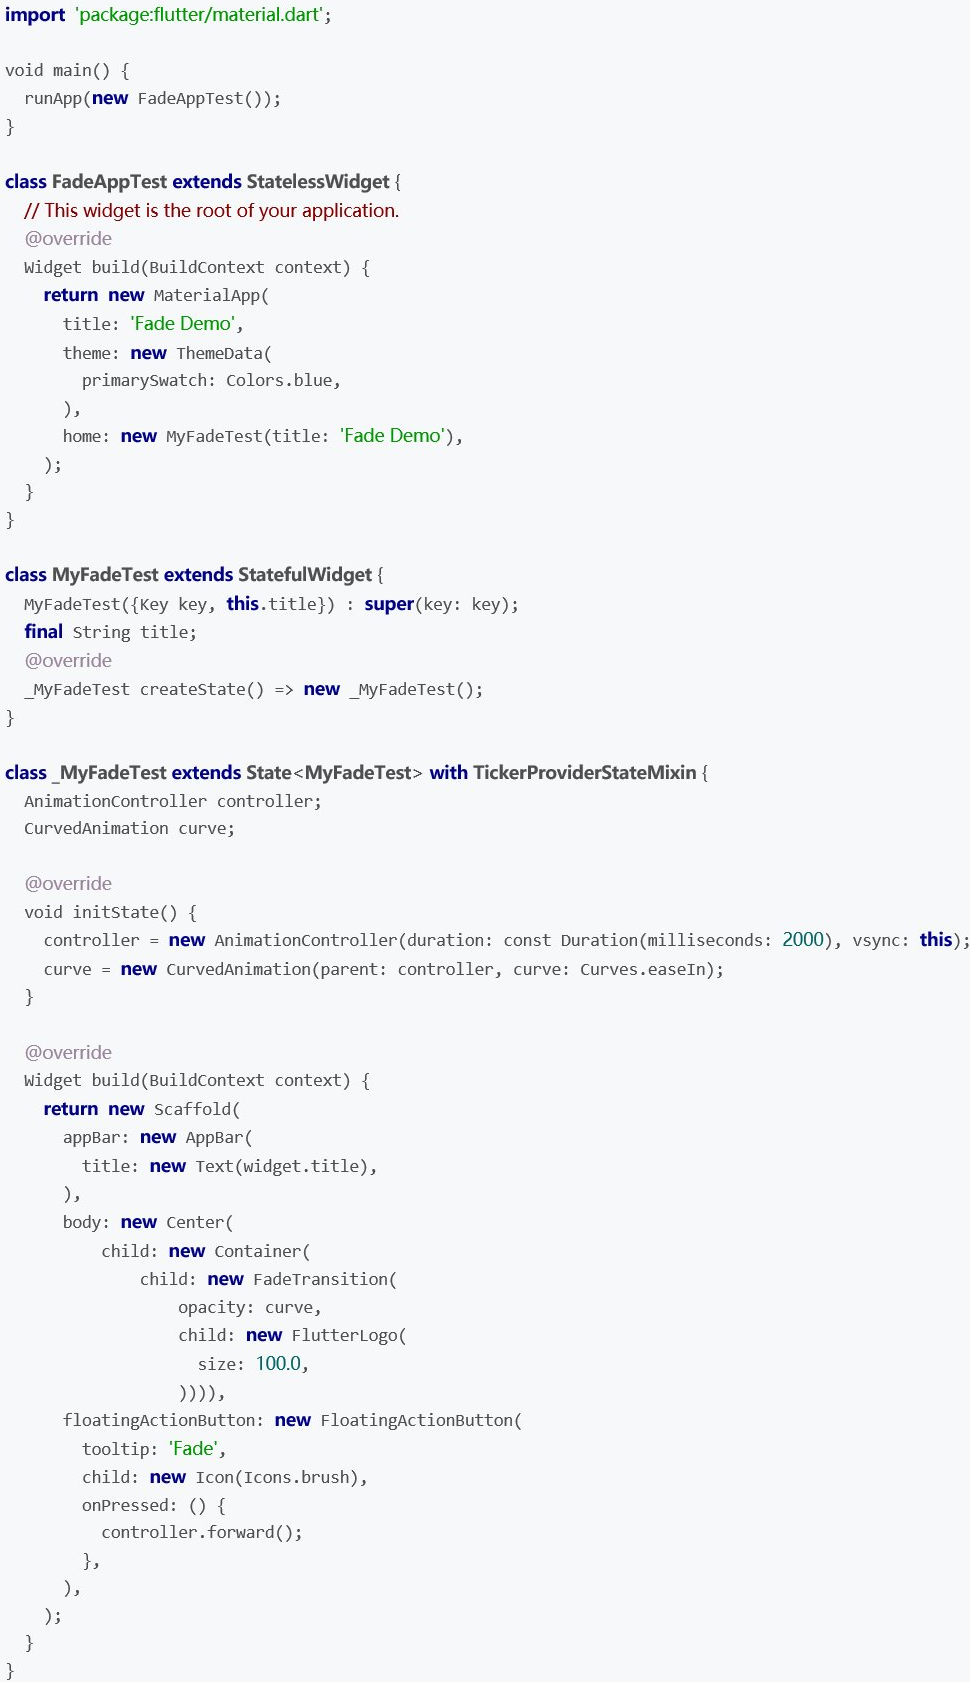 import 'package:flutter/material.dart';

void main() {
  runApp(new FadeAppTest());
}

class FadeAppTest extends StatelessWidget {
  // This widget is the root of your application.
  @override
  Widget build(BuildContext context) {
    return new MaterialApp(
      title: 'Fade Demo',
      theme: new ThemeData(
        primarySwatch: Colors.blue,
      ),
      home: new MyFadeTest(title: 'Fade Demo'),
    );
  }
}

class MyFadeTest extends StatefulWidget {
  MyFadeTest({Key key, this.title}) : super(key: key);
  final String title;
  @override
  _MyFadeTest createState() => new _MyFadeTest();
}

class _MyFadeTest extends State<MyFadeTest> with TickerProviderStateMixin {
  AnimationController controller;
  CurvedAnimation curve;

  @override
  void initState() {
    controller = new AnimationController(duration: const Duration(milliseconds: 2000), vsync: this);
    curve = new CurvedAnimation(parent: controller, curve: Curves.easeIn);
  }

  @override
  Widget build(BuildContext context) {
    return new Scaffold(
      appBar: new AppBar(
        title: new Text(widget.title),
      ),
      body: new Center(
          child: new Container(
              child: new FadeTransition(
                  opacity: curve,
                  child: new FlutterLogo(
                    size: 100.0,
                  )))),
      floatingActionButton: new FloatingActionButton(
        tooltip: 'Fade',
        child: new Icon(Icons.brush),
        onPressed: () {
          controller.forward();
        },
      ),
    );
  }
}